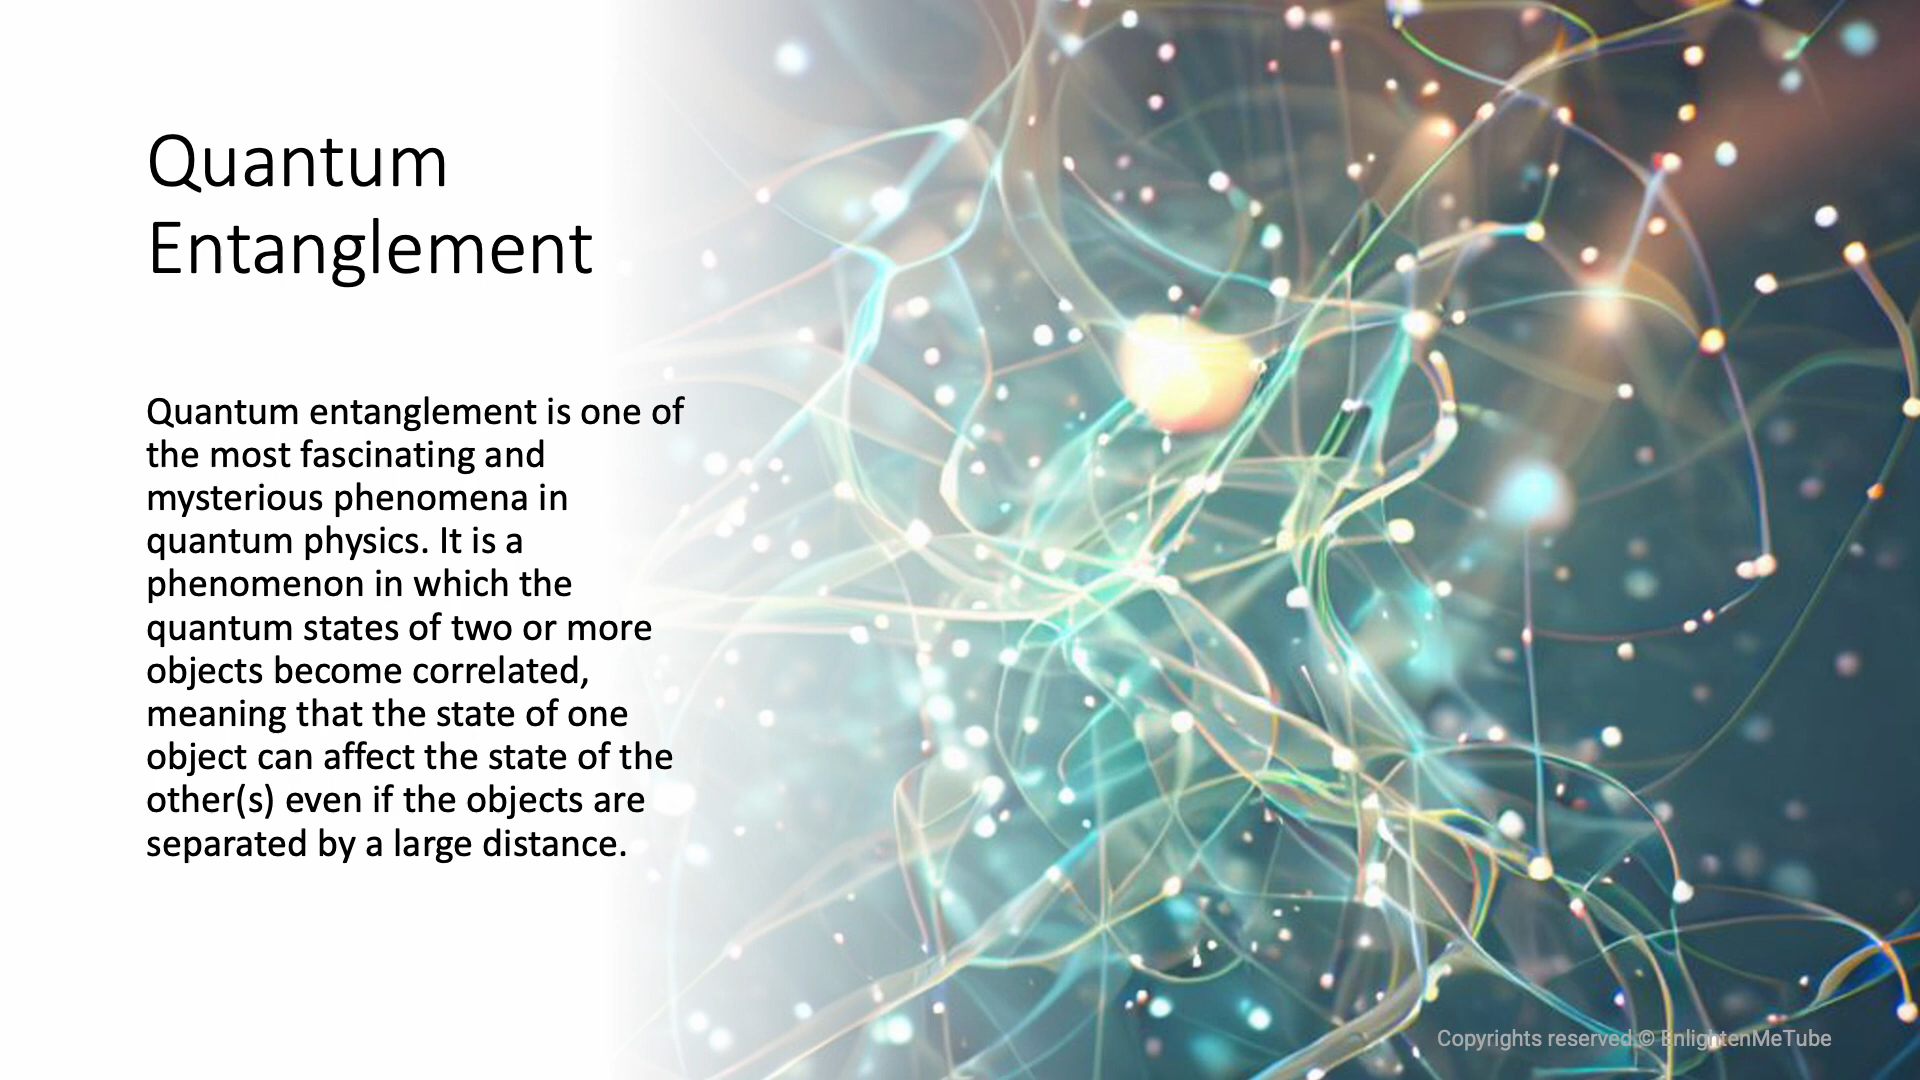 Quantum
Entanglement
Quantum entanglement is one of
the most fascinating and
mysterious phenomena in
quantum physics. It is a
phenomenon in which the
quantum states of two or more
objects become correlated,
meaning that the state of one
object can affect the state of the
other(s) even if the objects are
separated by a large distance.
Copyrights reserved © EnlightenMeTube